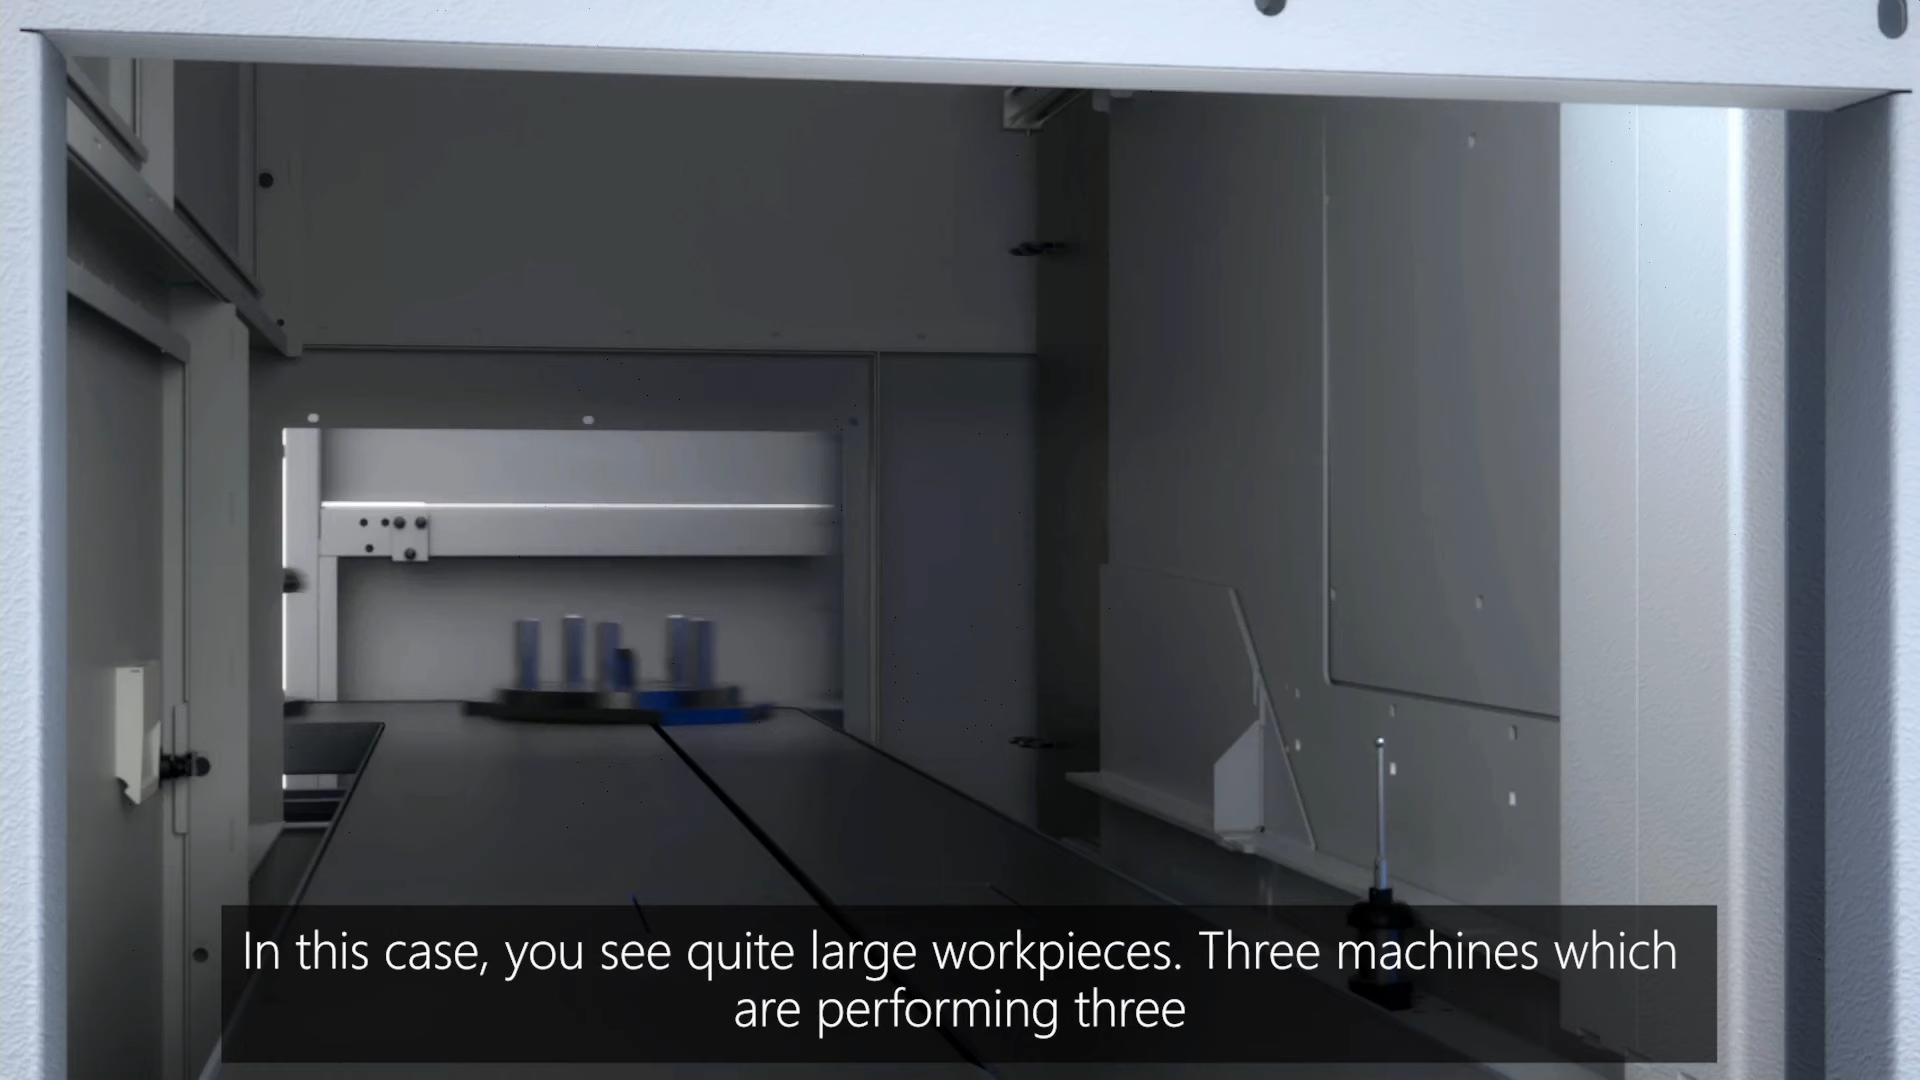 In this case, you see quite large workpieces. Three machines which
are performing three